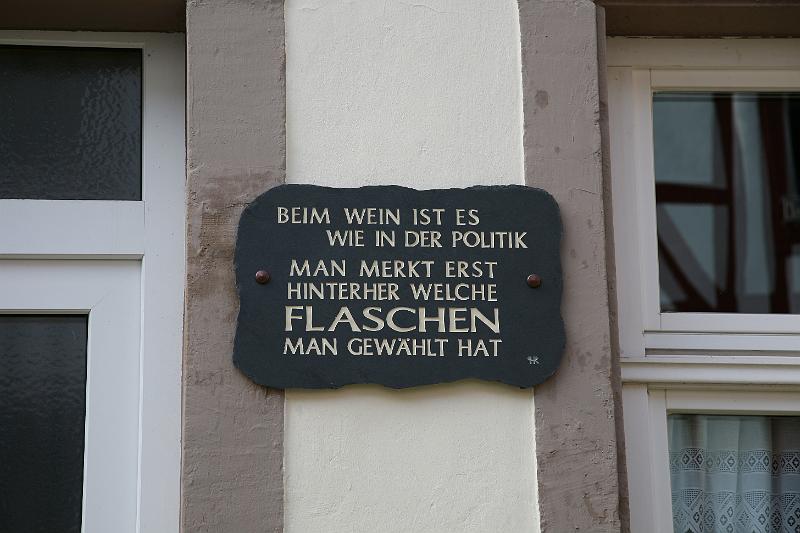 BEIM WEIN IST ES
WIE IN DER POLITIK
MAN MERKT ERST
HINTERHER WELCHE
FLASCHEN
MAN GEWÄHLT HAT